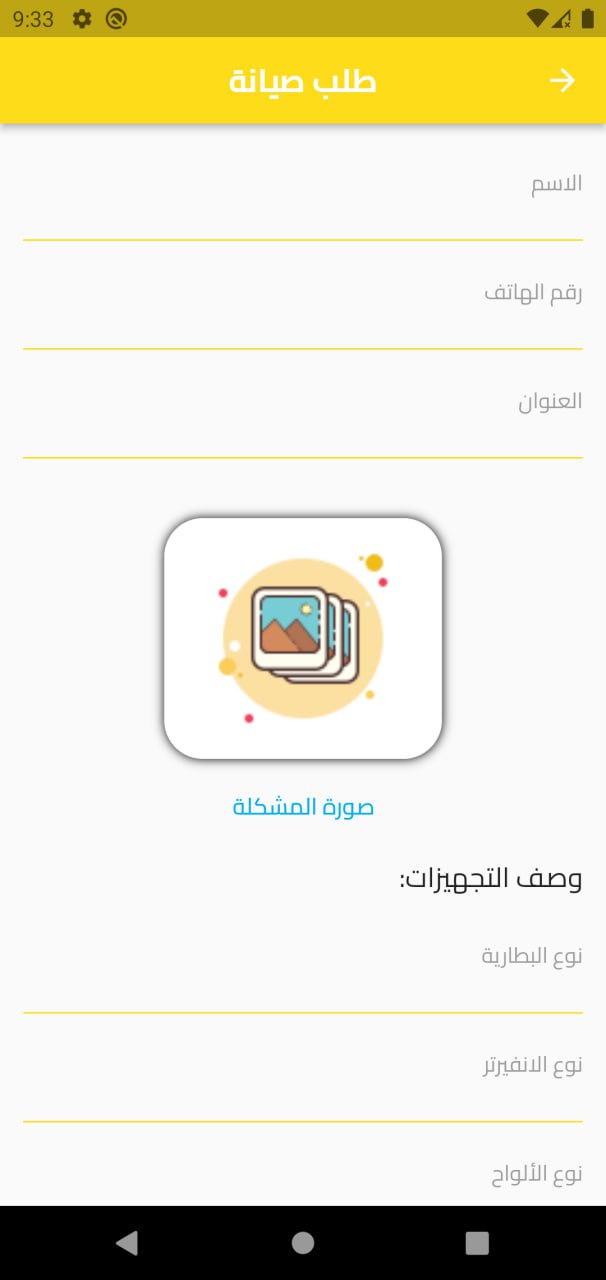 9:33
طلب صيانة
الاسم
رقم الهاتف
العنوان
صورة المشكلة
وصف التجهيزات:
نوع البطارية
نوع الانفيرتر
نوع الألواح